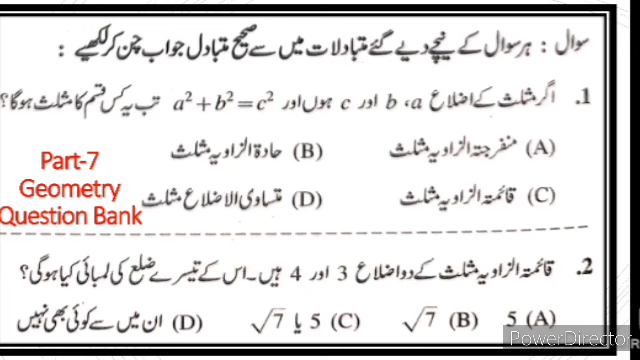 سوال : ہر سوال کے نیچے دیے گئے متبادلات میں سے صحیح متبادل جواب چن کر لکھیے :
1. اگر مثلث کے اضلاع a، b اور c ہوں اور a² + b² = c² تب یہ کس قسم کا مثلث ہوگا؟
(A) منفرجتہ الزاویہ مثلث (B) حادۃ الزاویہ مثلث
(C) قائمتہ الزاویہ مثلث (D) متساوی الاضلاع مثلث
Part-7
Geometry
Question Bank
2. قائمتہ الزاویہ مثلث کے دو اضلاع 3 اور 4 ہیں۔ اس کے تیسرے ضلع کی لمبائی کیا ہوگی؟
(A) 5 (B) √7 (C) 5 یا √7 (D) ان میں سے کوئی بھی نہیں
PowerDirector